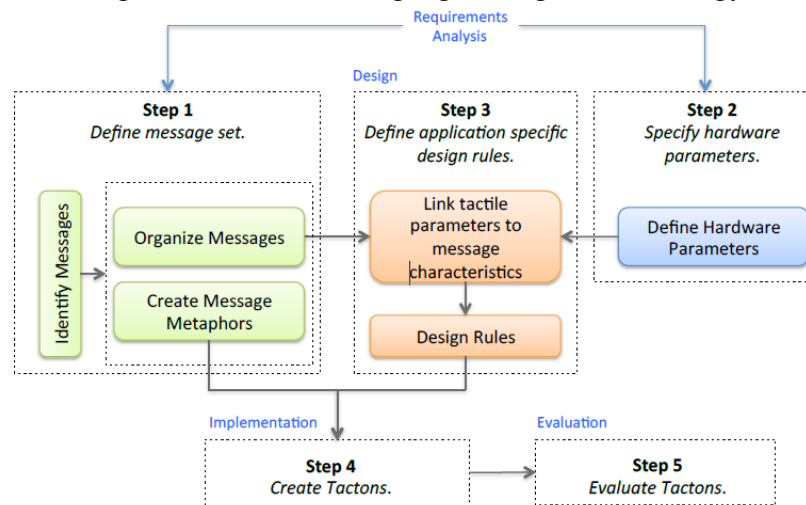 Requirements
Analysis
Design
Step 1
Define message set.
Identify Messages
Organize Messages
Create Message
Metaphors
Step 3
Define application specific
design rules.
Link tactile
parameters to
message
characteristics
Design Rules
Step 2
Specify hardware
parameters.
Define Hardware
Parameters
Implementation
Step 4
Create Tactons.
Evaluation
Step 5
Evaluate Tactons.